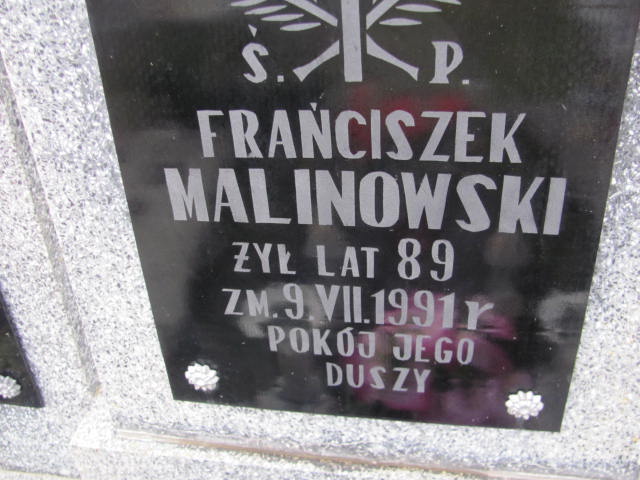 Ś. P.
FRAŃCISZEK
MALINOWSKI
ŻYŁ LAT 89
ZM. 9. VII. 1991 r
POKÓJ JEGO
DUSZY